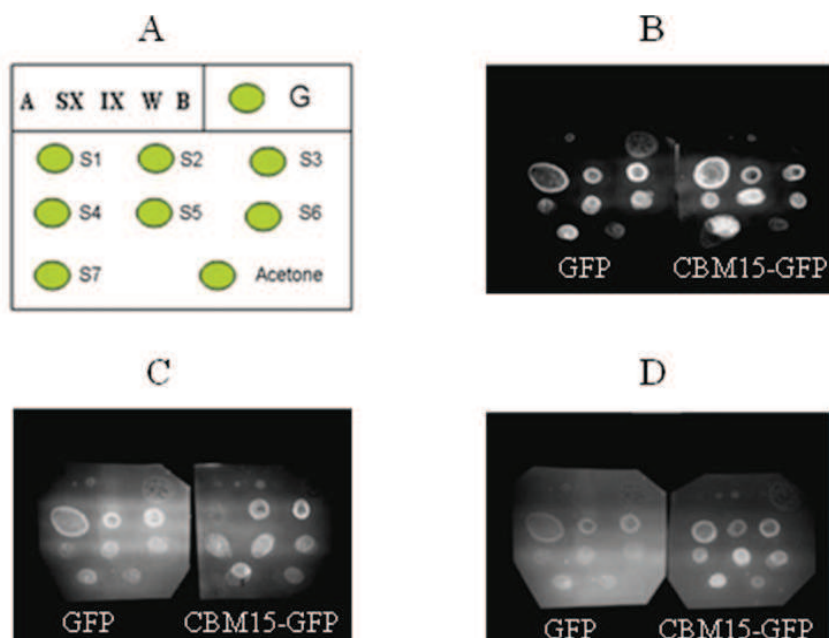 A
A SX IX W B
G
S1 S2 S3
S4 S5 S6
S7 Acetone
B
GFP CBM15-GFP
C
GFP CBM15-GFP
D
GFP CBM15-GFP